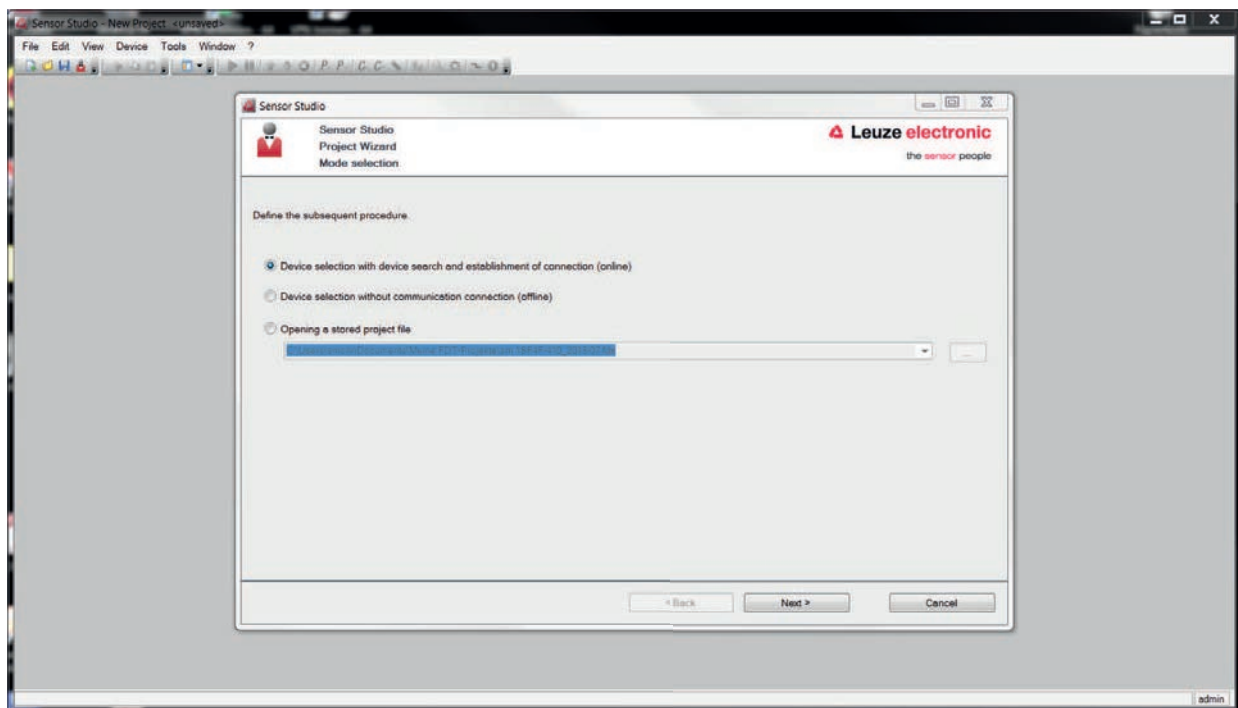 Sensor Studio - New Project <unsaved>
File Edit View Device Tools Window ?
Sensor Studio
Sensor Studio
Project Wizard
Mode selection
Leuze electronic
the sensor people
Define the subsequent procedure.
Device selection with device search and establishment of connection (online)
Device selection without communication connection (offline)
Opening a stored project file
...
< Back
Next >
Cancel
admin